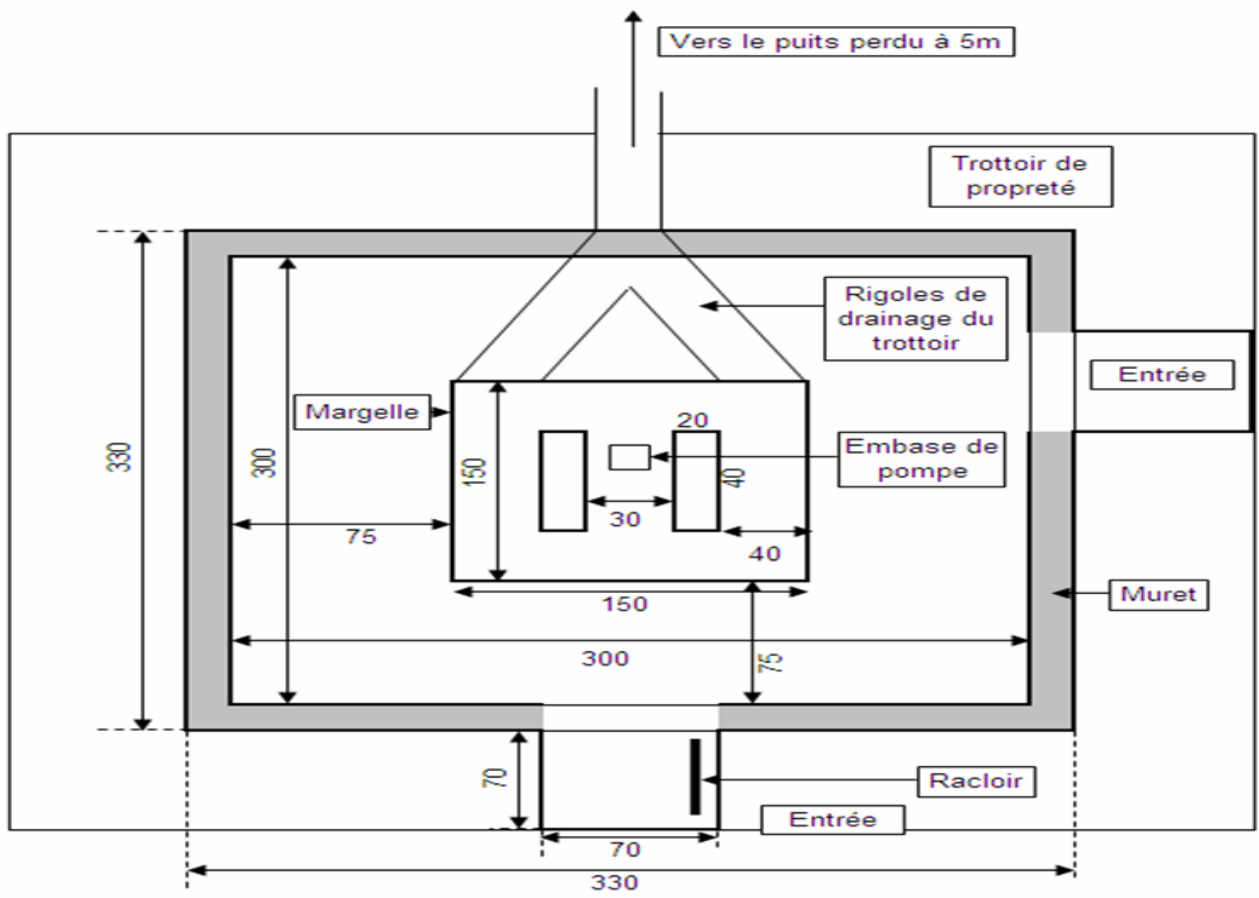 Vers le puits perdu à 5m
Trottoir de
propreté
Rigoles de
drainage du
trottoir
Entrée
Margelle
20
Embase de
pompe
330
300
150
40
30
75
40
150
Muret
300
75
70
Racloir
Entrée
70
330